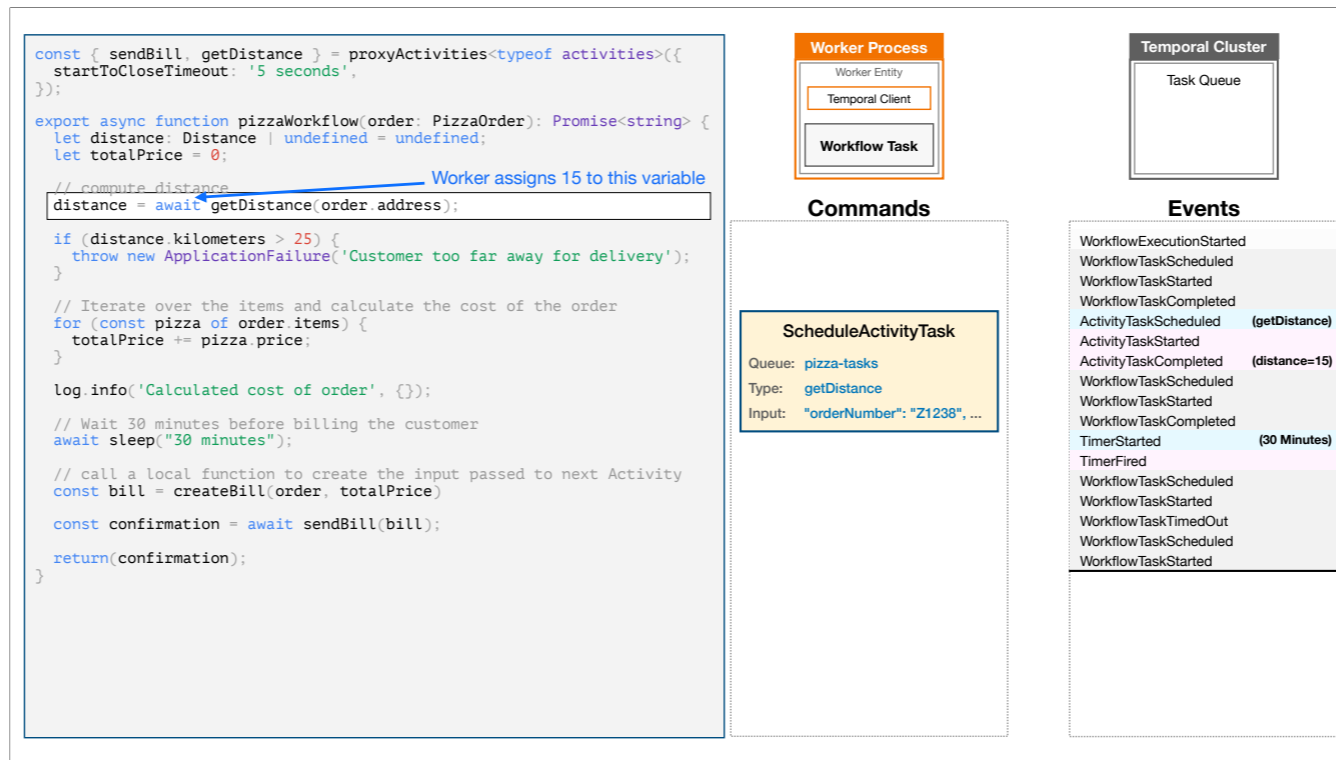 const { sendBill, getDistance } = proxyActivities<typeof activities>({
  startToCloseTimeout: '5 seconds',
});
export async function pizzaWorkflow(order: PizzaOrder): Promise<string> {
  let distance: Distance | undefined = undefined;
  let totalPrice = 0;
  // compute distance
Worker assigns 15 to this variable
  distance = await getDistance(order.address);
  if (distance.kilometers > 25) {
    throw new ApplicationFailure('Customer too far away for delivery');
  }
  // Iterate over the items and calculate the cost of the order
  for (const pizza of order.items) {
    totalPrice += pizza.price;
  }
  log.info('Calculated cost of order', {});
  // Wait 30 minutes before billing the customer
  await sleep("30 minutes");
  // call a local function to create the input passed to next Activity
  const bill = createBill(order, totalPrice)
  const confirmation = await sendBill(bill);
  return(confirmation);
}
Worker Process
Worker Entity
Temporal Client
Workflow Task
Commands
ScheduleActivityTask
Queue: pizza-tasks
Type: getDistance
Input: "orderNumber": "Z1238", ...
Temporal Cluster
Task Queue
Events
WorkflowExecutionStarted
WorkflowTaskScheduled
WorkflowTaskStarted
WorkflowTaskCompleted
ActivityTaskScheduled (getDistance)
ActivityTaskStarted
ActivityTaskCompleted (distance=15)
WorkflowTaskScheduled
WorkflowTaskStarted
WorkflowTaskCompleted
TimerStarted (30 Minutes)
TimerFired
WorkflowTaskScheduled
WorkflowTaskStarted
WorkflowTaskTimedOut
WorkflowTaskScheduled
WorkflowTaskStarted